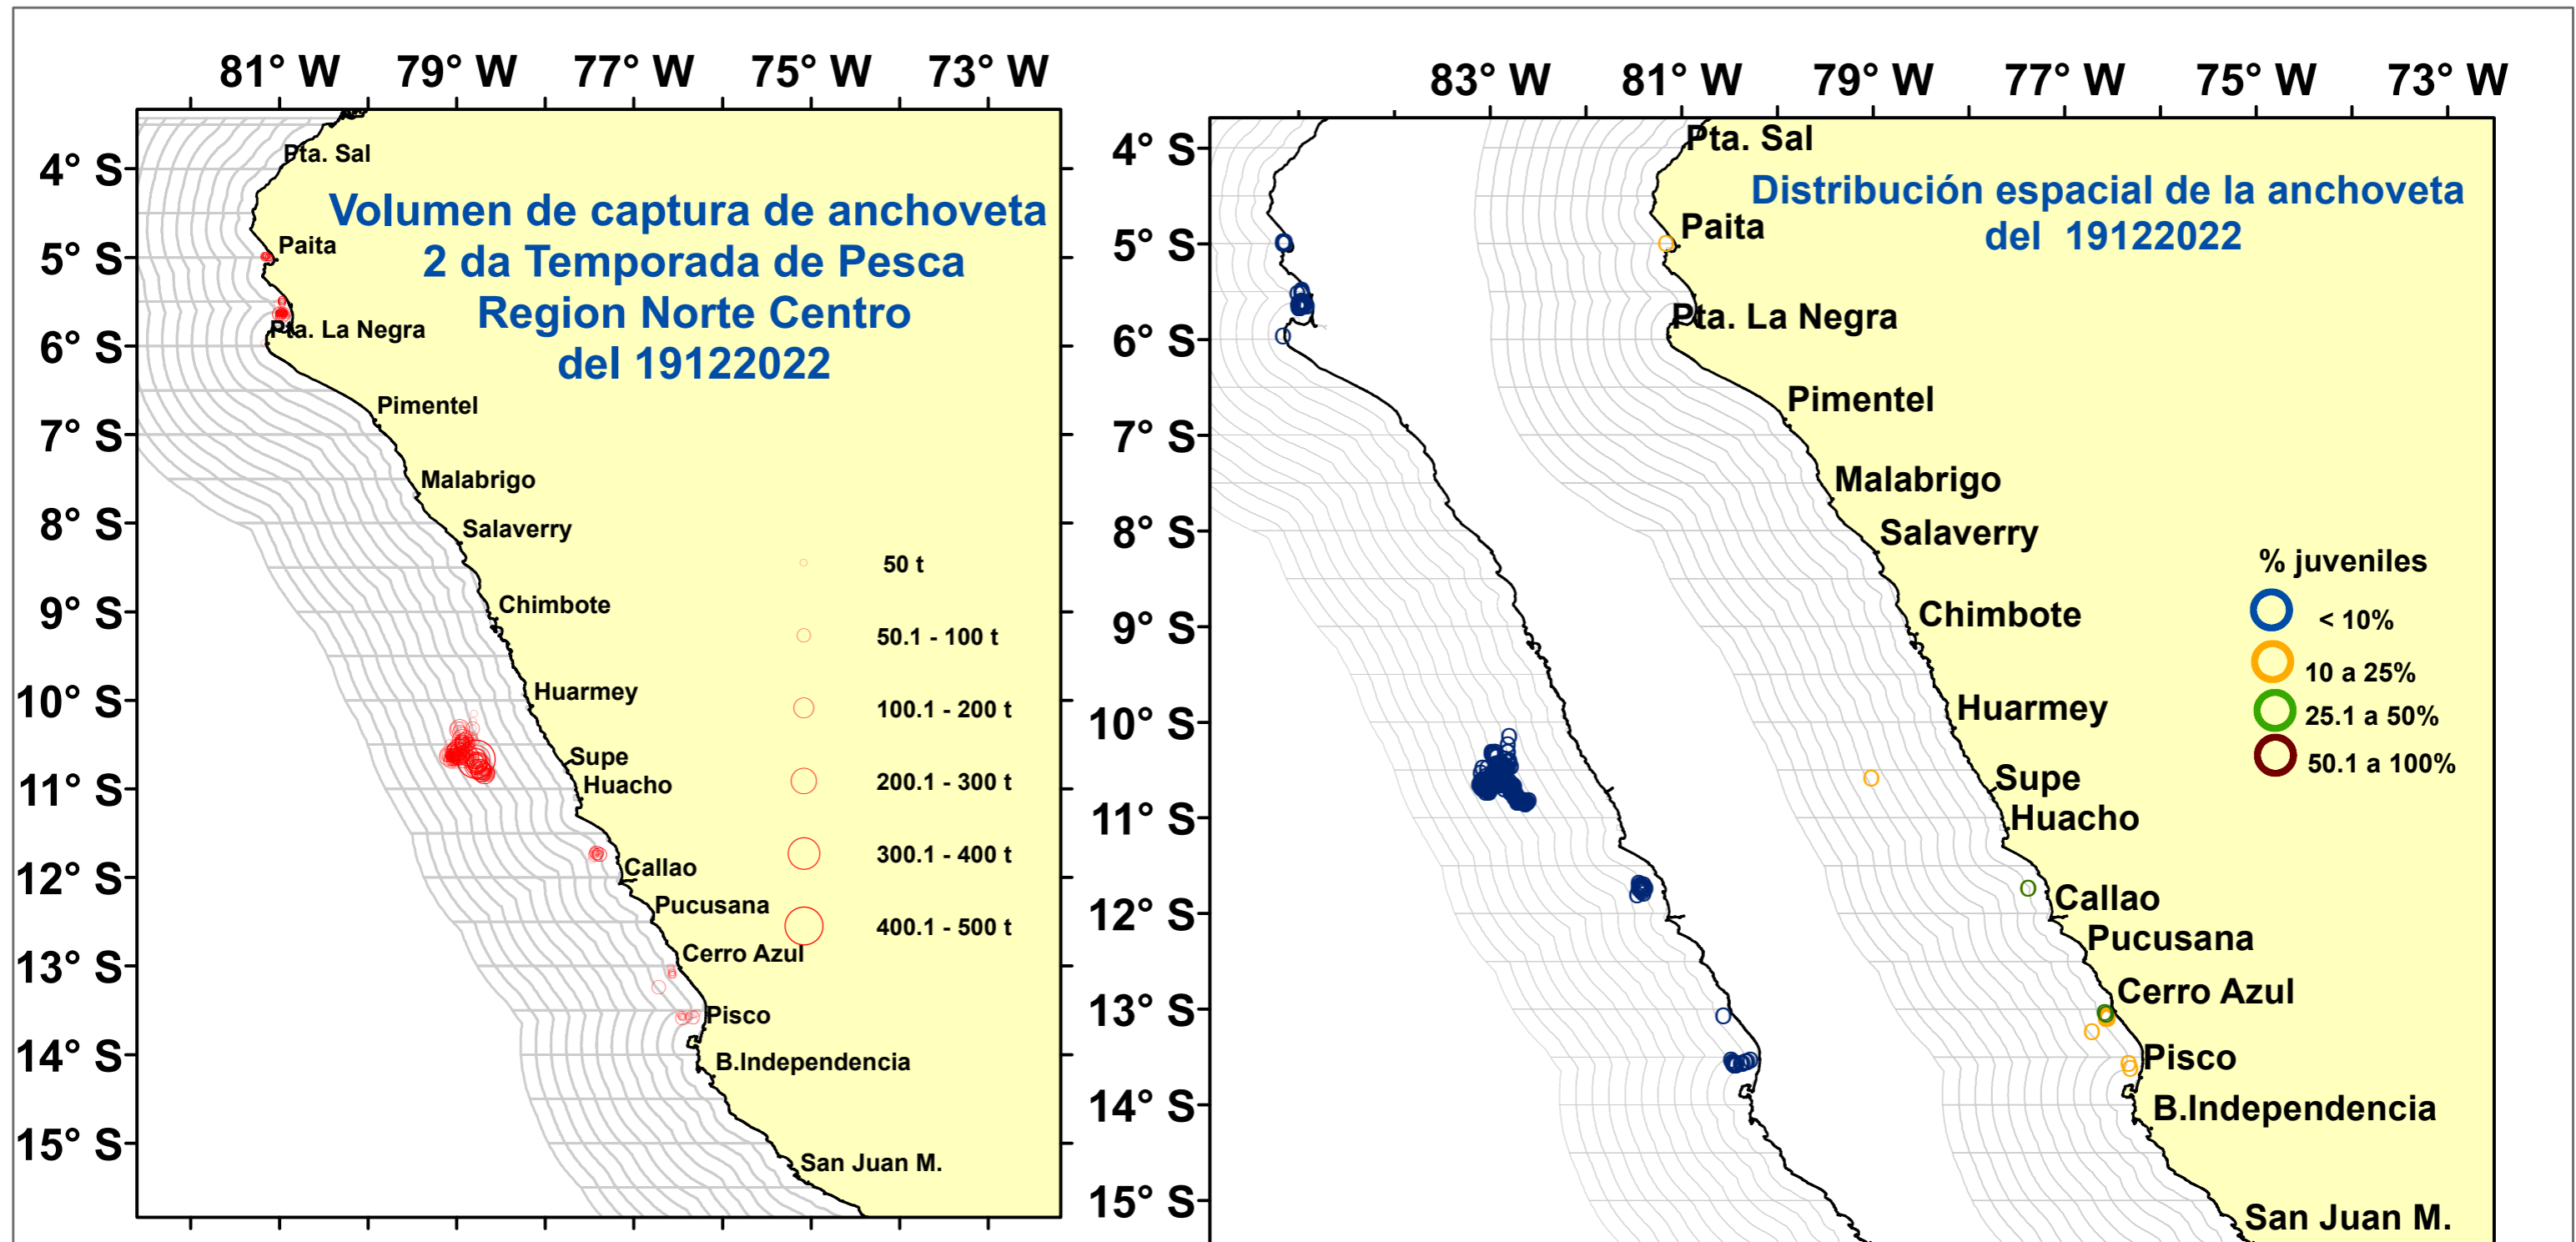 81° W 79° W 77° W 75° W 73° W
4° S
5° S
6° S
7° S
8° S
9° S
10° S
11° S
12° S
13° S
14° S
15° S
Volumen de captura de anchoveta
2 da Temporada de Pesca
Region Norte Centro
del 19122022
Pta. Sal
Paita
Pta. La Negra
Pimentel
Malabrigo
Salaverry
Chimbote
Huarmey
Supe
Huacho
Callao
Pucusana
Cerro Azul
Pisco
B.Independencia
San Juan M.
50 t
50.1 - 100 t
100.1 - 200 t
200.1 - 300 t
300.1 - 400 t
400.1 - 500 t
83° W 81° W 79° W 77° W 75° W 73° W
4° S
5° S
6° S
7° S
8° S
9° S
10° S
11° S
12° S
13° S
14° S
15° S
Distribución espacial de la anchoveta
del 19122022
Pta. Sal
Paita
Pta. La Negra
Pimentel
Malabrigo
Salaverry
Chimbote
Huarmey
Supe
Huacho
Callao
Pucusana
Cerro Azul
Pisco
B.Independencia
San Juan M.
% juveniles
< 10%
10 a 25%
25.1 a 50%
50.1 a 100%